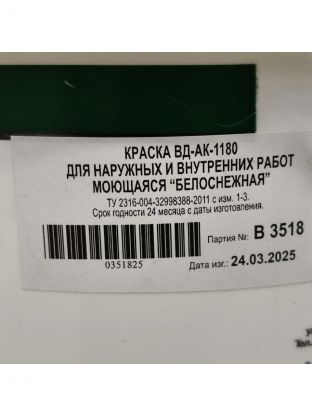 КРАСКА ВД-АК-1180
ДЛЯ НАРУЖНЫХ И ВНУТРЕННИХ РАБОТ
МОЮЩАЯСЯ “БЕЛОСНЕЖНАЯ”
ТУ 2316-004-32998388-2011 с изм. 1-3.
Срок годности 24 месяца с даты изготовления.
Партия №: В 3518
0351825
Дата изг.: 24.03.2025
Тел.